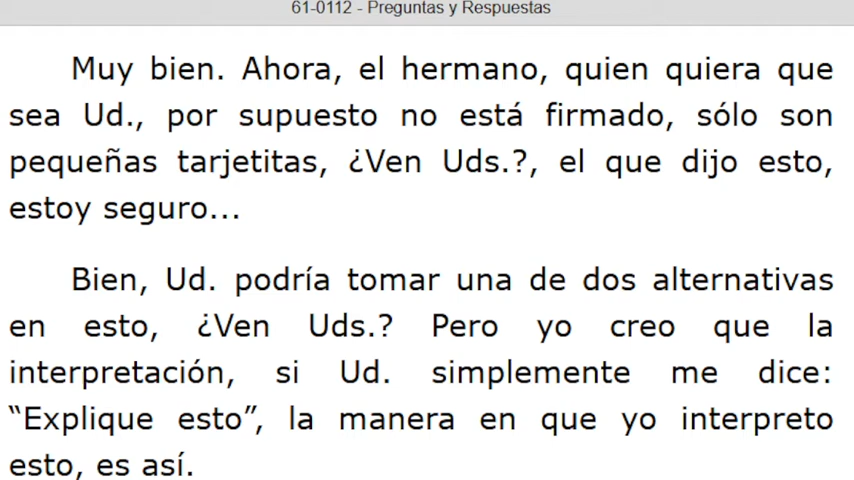 61-0112 - Preguntas y Respuestas
Muy bien. Ahora, el hermano, quien quiera que
sea Ud., por supuesto no está firmado, sólo son
pequeñas tarjetitas, ¿Ven Uds.?, el que dijo esto,
estoy seguro...
Bien, Ud. podría tomar una de dos alternativas
en esto, ¿Ven Uds.? Pero yo creo que la
interpretación, si Ud. simplemente me dice:
“Explique esto”, la manera en que yo interpreto
esto, es así.